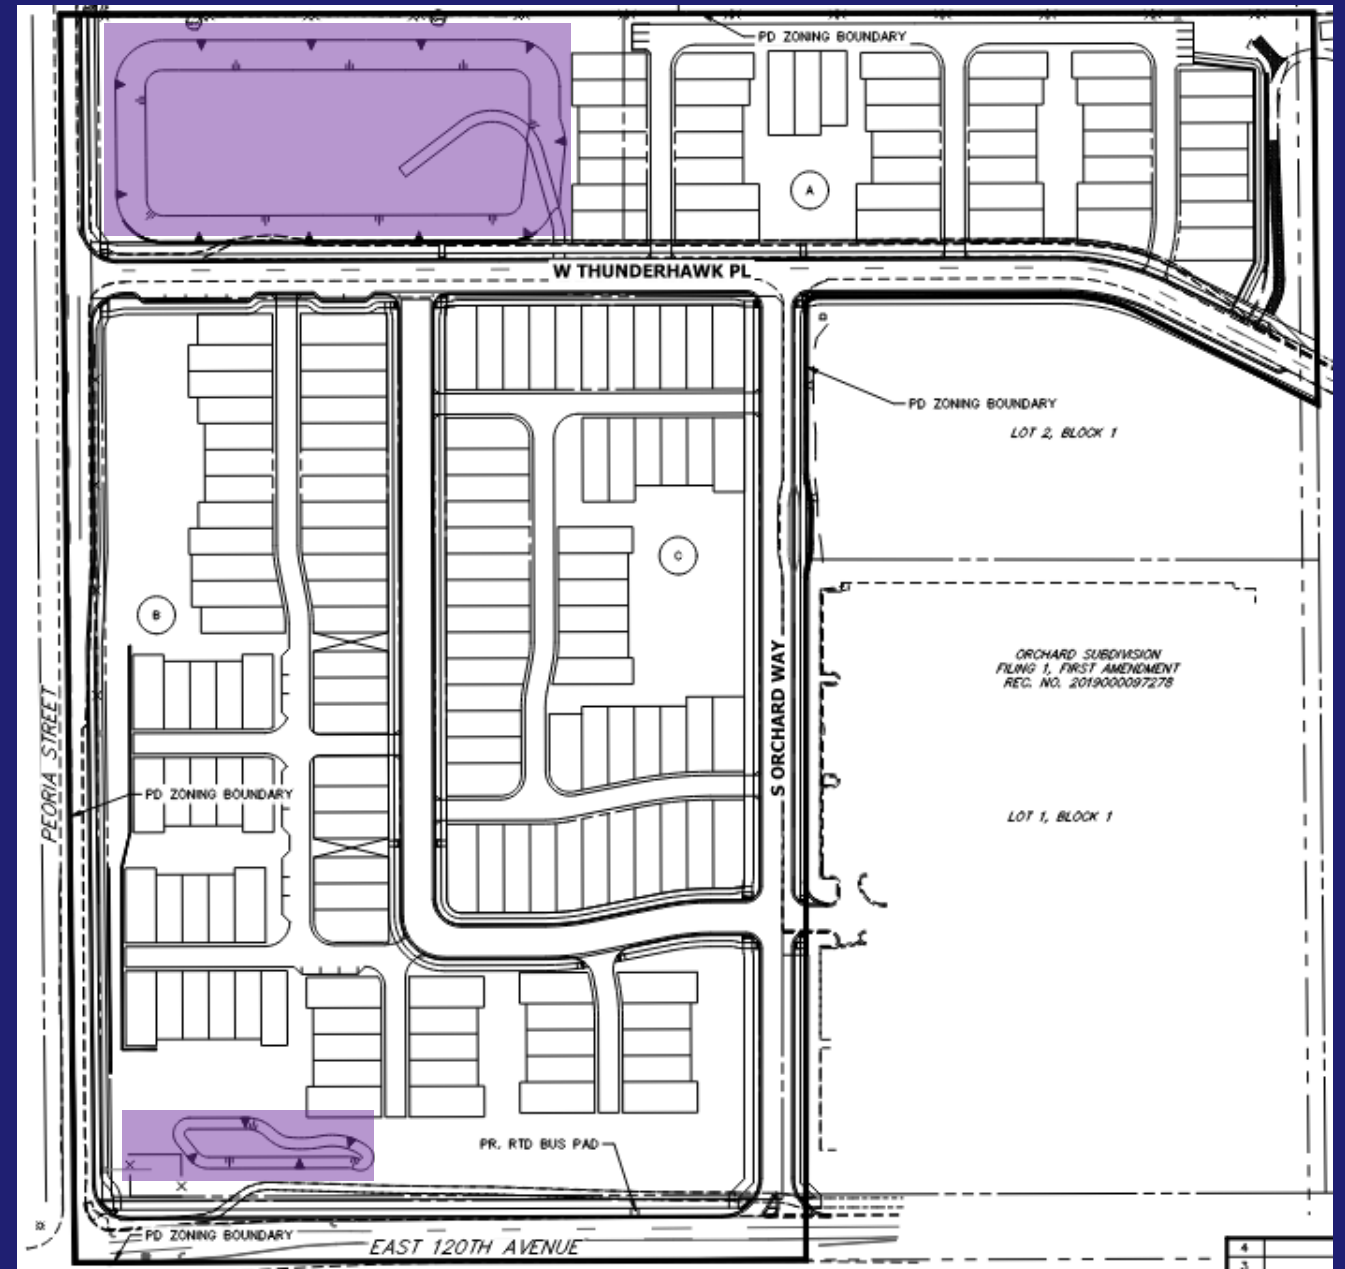 PD ZONING BOUNDARY
A
W THUNDERHAWK PL
PD ZONING BOUNDARY
LOT 2, BLOCK 1
C
B
ORCHARD SUBDIVISION
FILING 1, FIRST AMENDMENT
REC. NO. 2019000097278
S ORCHARD WAY
PEORIA STREET
PD ZONING BOUNDARY
LOT 1, BLOCK 1
PR. RTD BUS PAD
PD ZONING BOUNDARY
EAST 120TH AVENUE
4
3